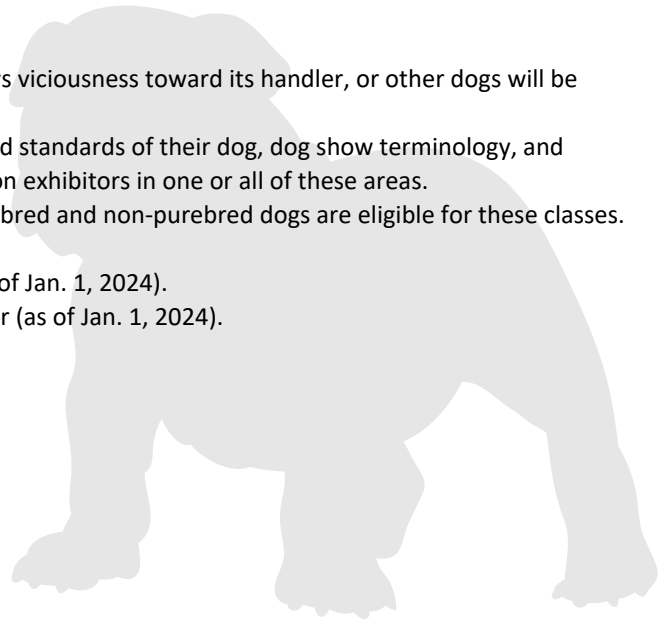 s viciousness toward its handler, or other dogs will be
d standards of their dog, dog show terminology, and
on exhibitors in one or all of these areas.
bred and non-purebred dogs are eligible for these classes.
of Jan. 1, 2024).
r (as of Jan. 1, 2024).